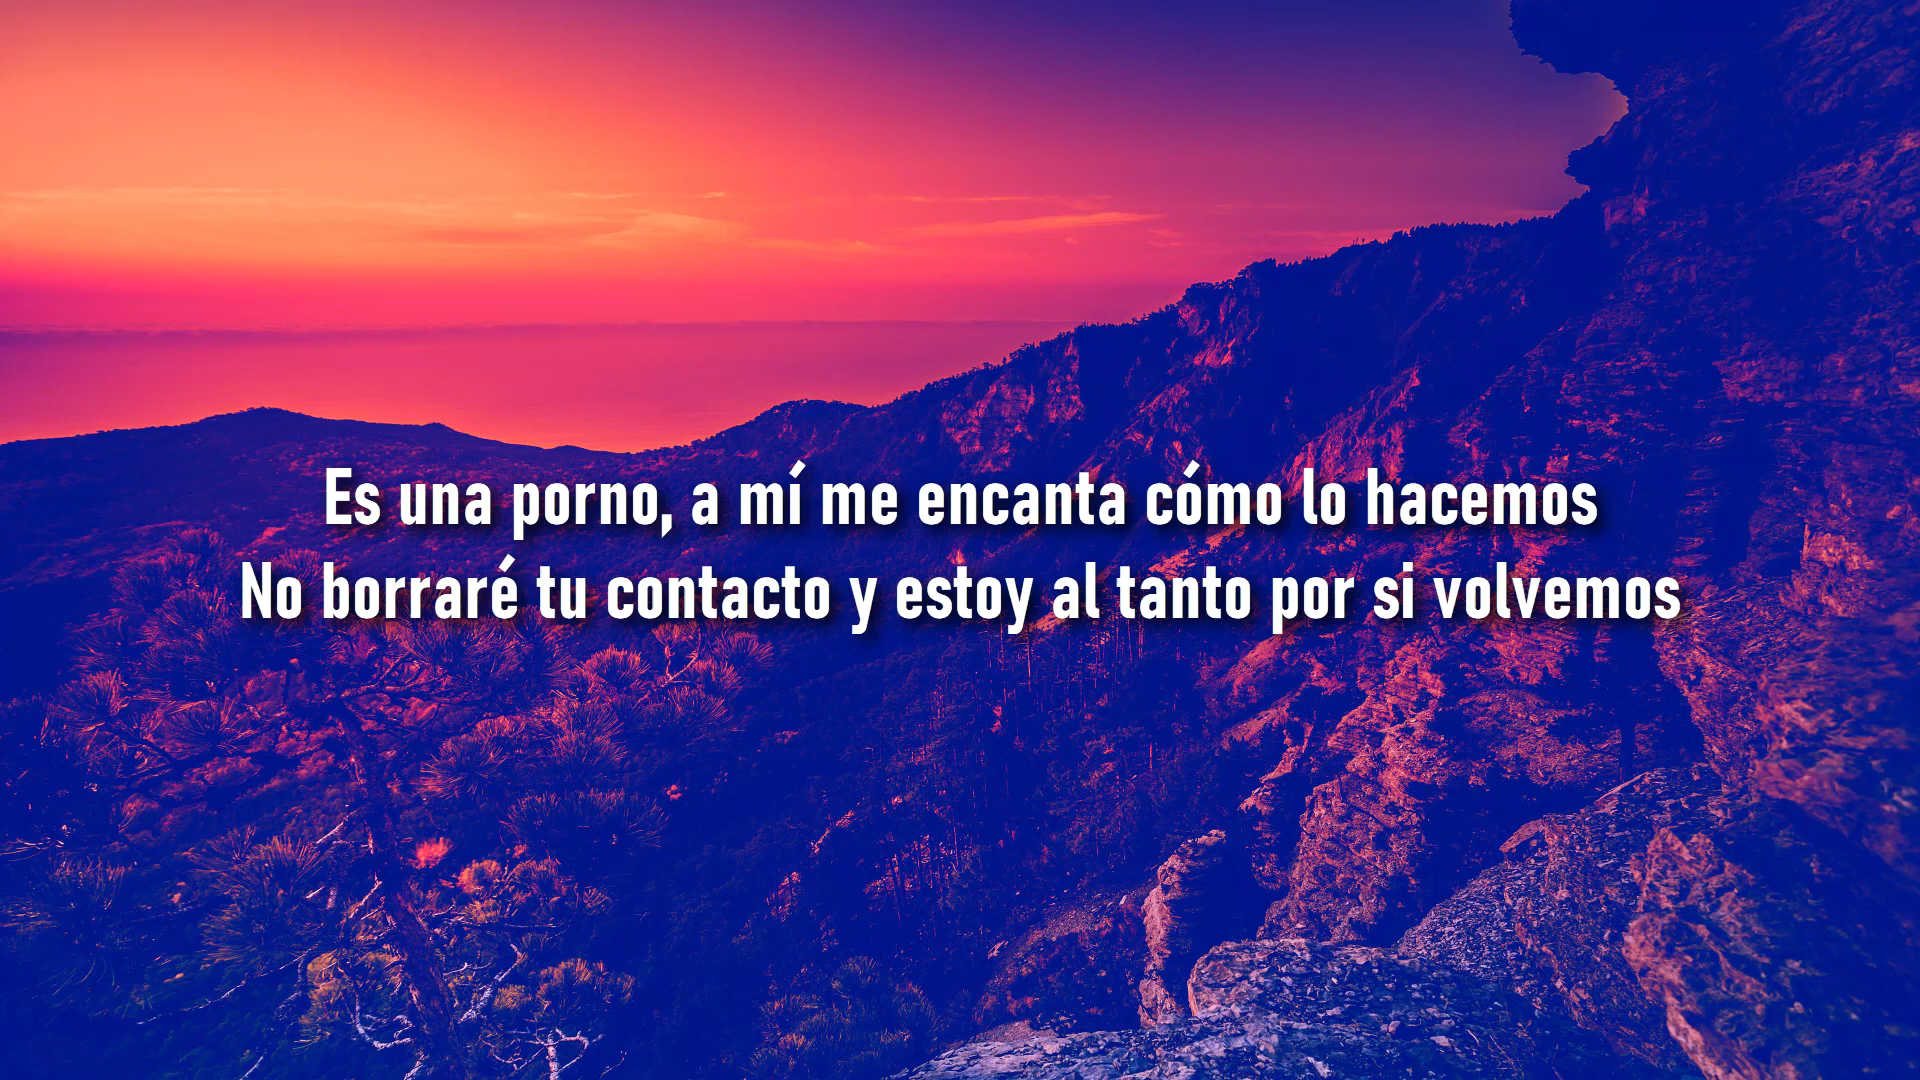 Es una porno, a mí me encanta cómo lo hacemos
No borraré tu contacto y estoy al tanto por si volvemos